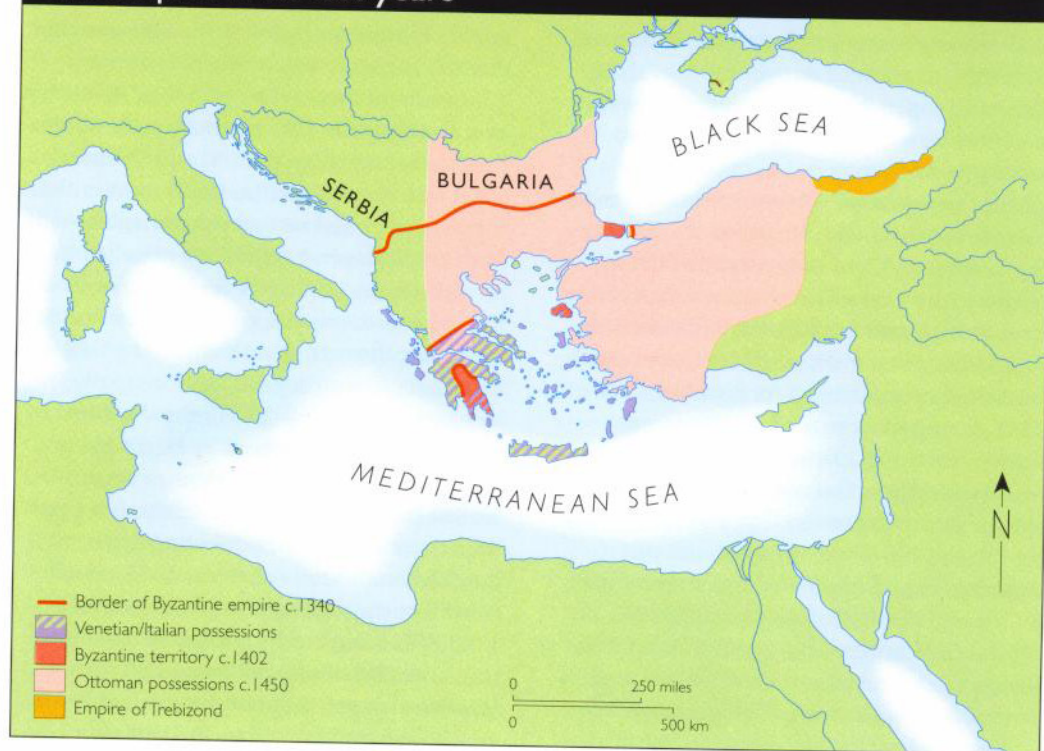 BLACK SEA
BULGARIA
SERBIA
MEDITERRANEAN SEA
N
Border of Byzantine empire c.1340
Venetian/Italian possessions
Byzantine territory c.1402
Ottoman possessions c.1450
Empire of Trebizond
0 250 miles
0 500 km